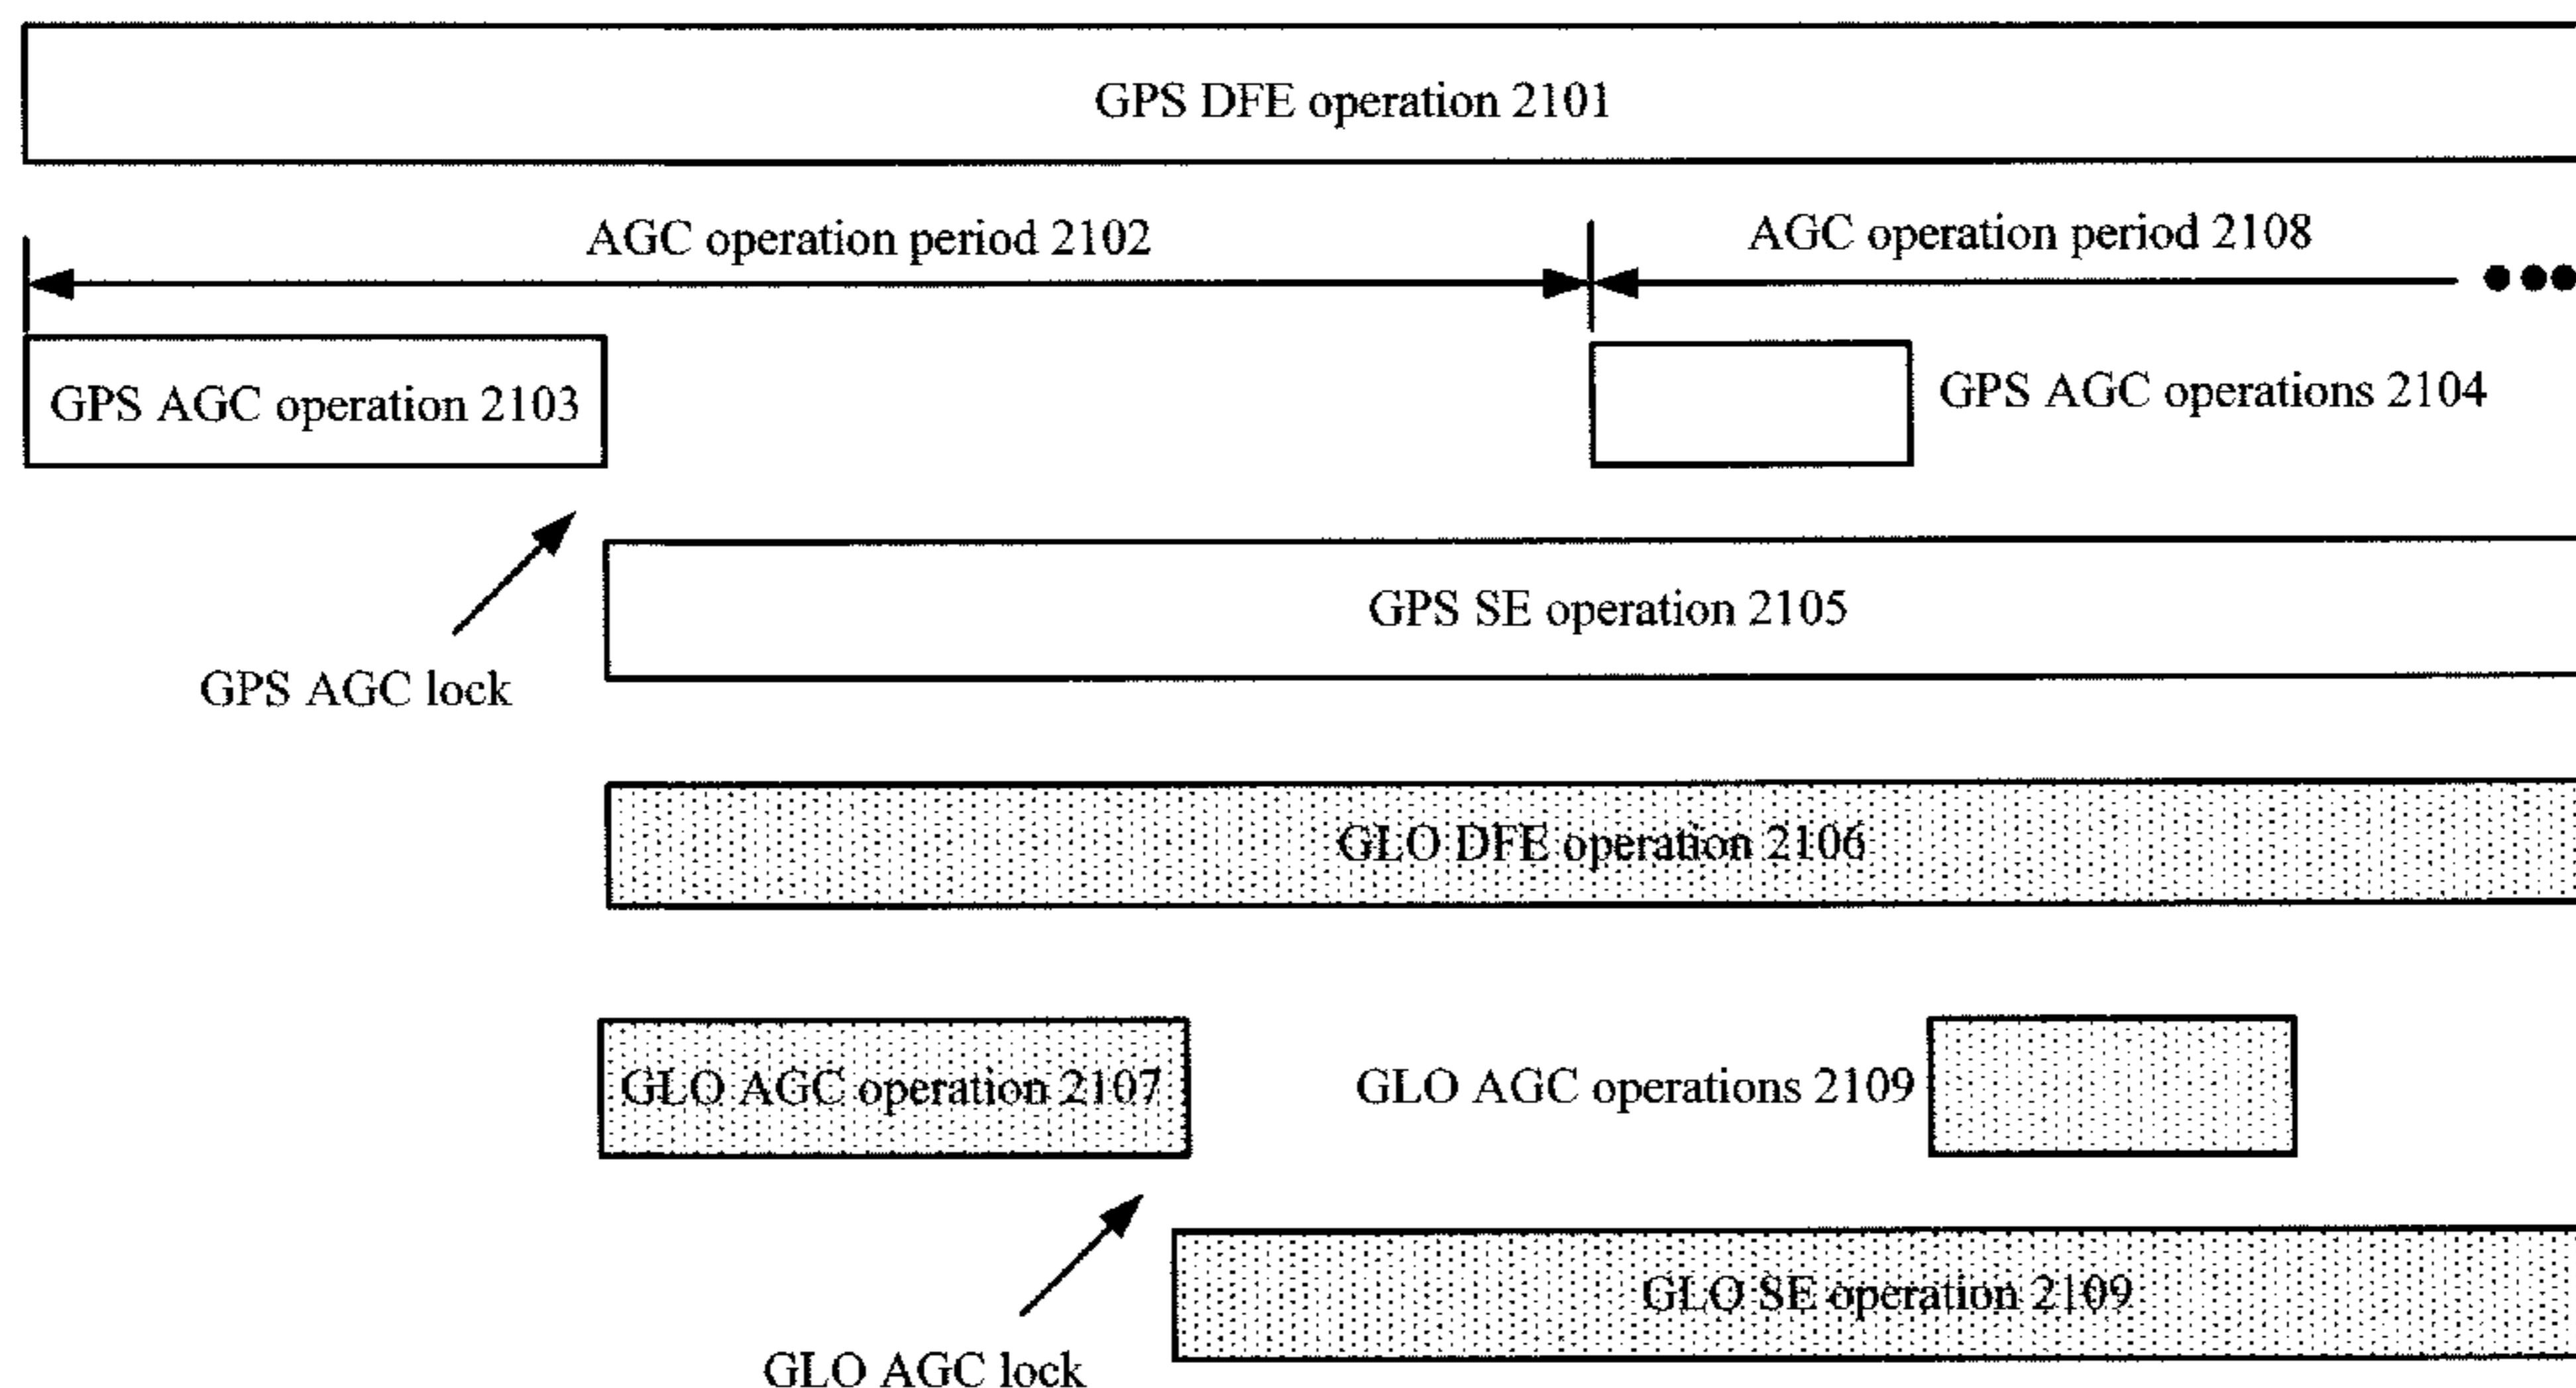 GPS DFE operation 2101
AGC operation period 2102
AGC operation period 2108
GPS AGC operation 2103
GPS AGC operations 2104
GPS SE operation 2105
GPS AGC lock
GLO DFE operation 2106
GLO AGC operation 2107
GLO AGC operations 2109
GLO SE operation 2109
GLO AGC lock